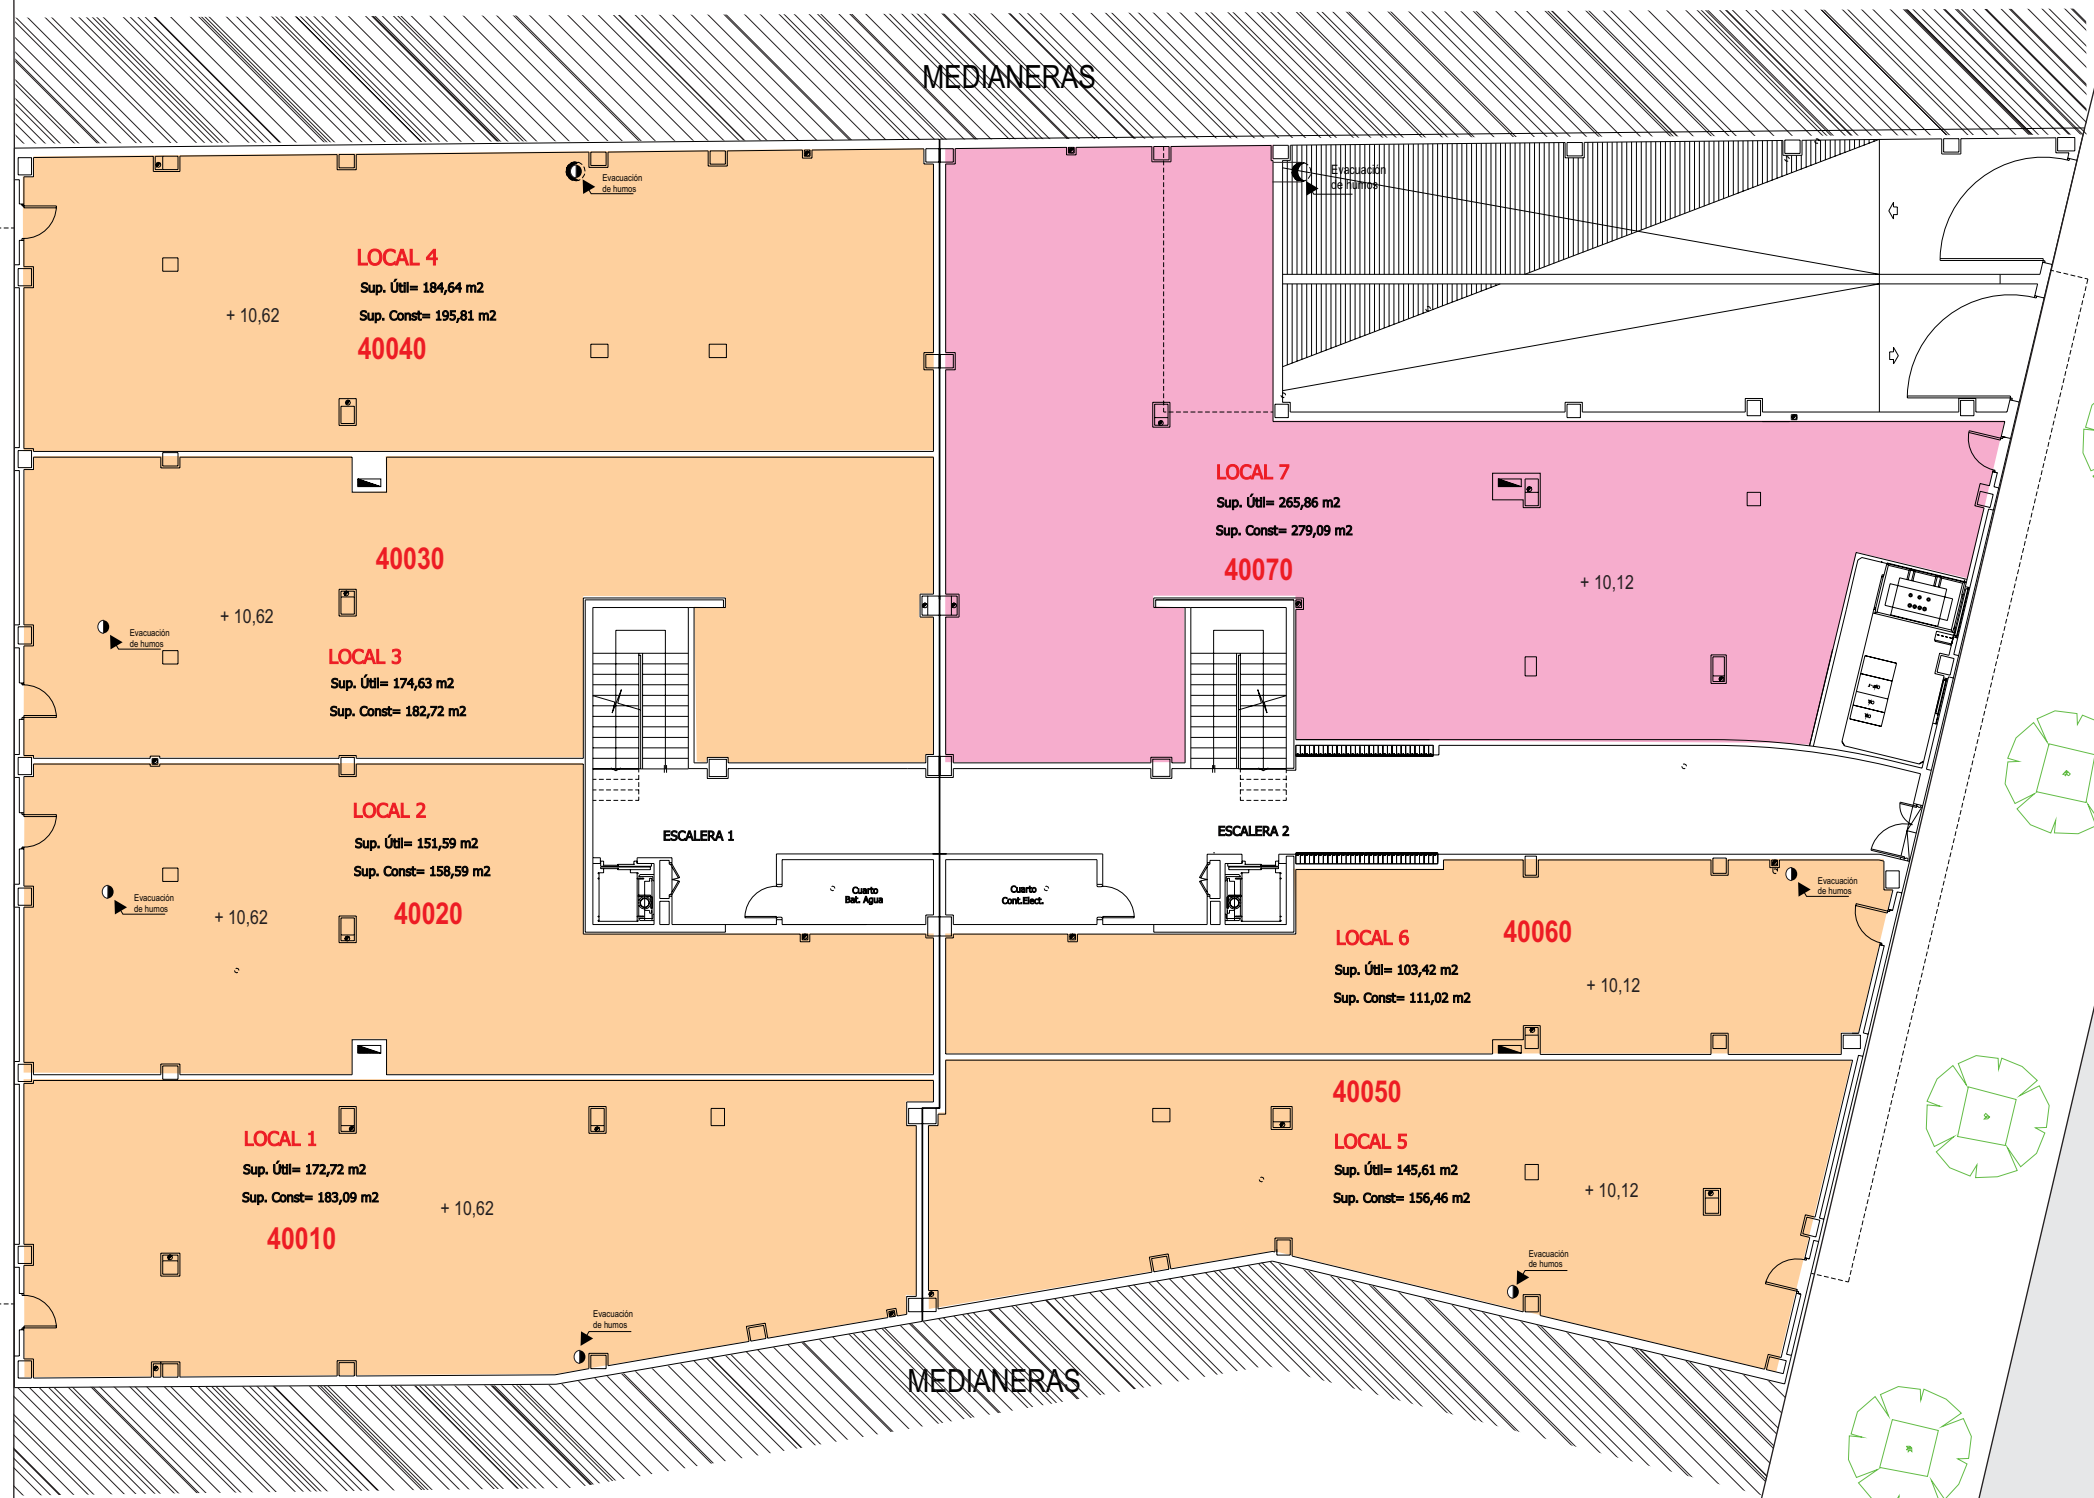 MEDIANERAS
Evacuación
de humos
Evacuación
de humos
LOCAL 4
Sup. Útil= 184,64 m2
Sup. Const= 195,81 m2
40040
+ 10,62
LOCAL 7
Sup. Útil= 265,86 m2
Sup. Const= 279,09 m2
40070
+ 10,12
40030
+ 10,62
Evacuación
de humos
LOCAL 3
Sup. Útil= 174,63 m2
Sup. Const= 182,72 m2
LOCAL 2
Sup. Útil= 151,59 m2
Sup. Const= 158,59 m2
40020
+ 10,62
Evacuación
de humos
ESCALERA 1
ESCALERA 2
Cuarto
Bat. Agua
Cuarto
Cont.Elect.
Evacuación
de humos
LOCAL 6
40060
Sup. Útil= 103,42 m2
Sup. Const= 111,02 m2
+ 10,12
40050
LOCAL 5
Sup. Útil= 145,61 m2
Sup. Const= 156,46 m2
+ 10,12
Evacuación
de humos
LOCAL 1
Sup. Útil= 172,72 m2
Sup. Const= 183,09 m2
40010
+ 10,62
Evacuación
de humos
MEDIANERAS